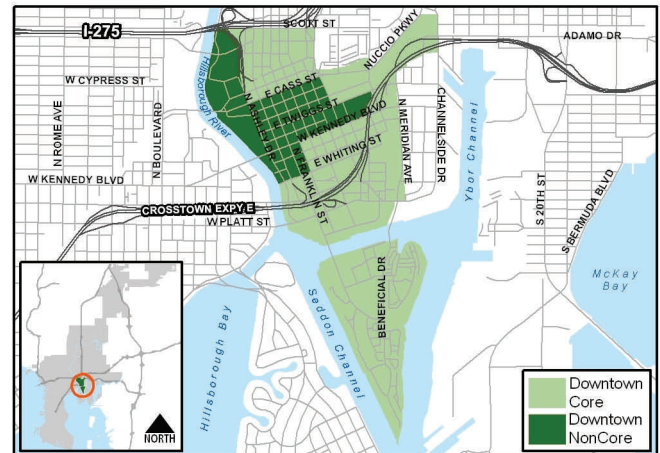 I-275
SCOTT ST
NUCCIO PKWY
ADAMO DR
W CYPRESS ST
Hillsborough River
E CASS ST
N ROME AVE
N BOULEVARD
N ASHLEY DR
E TWIGGS ST
W KENNEDY BLVD
N MERIDIAN AVE
CHANNELSIDE DR
Ybor Channel
E WHITING ST
W KENNEDY BLVD
N FRANKLIN ST
S 20TH ST
S BERMUDA BLVD
CROSSTOWN EXPY E
W PLATT ST
McKay
Bay
BENEFICIAL DR
Seddon Channel
Hillsborough Bay
NORTH
Downtown
Core
Downtown
NonCore